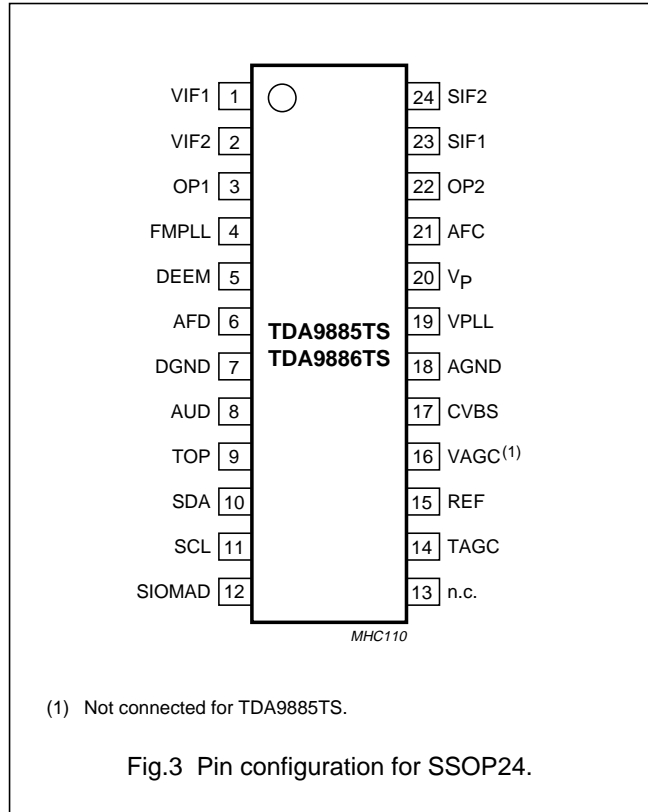 VIF1 1 24 SIF2
VIF2 2 23 SIF1
OP1 3 22 OP2
FMPLL 4 21 AFC
DEEM 5 20 VP
AFD 6 19 VPLL
TDA9885TS
TDA9886TS
DGND 7 18 AGND
AUD 8 17 CVBS
TOP 9 16 VAGC(1)
SDA 10 15 REF
SCL 11 14 TAGC
SIOMAD 12 13 n.c.
MHC110
(1) Not connected for TDA9885TS.
Fig.3 Pin configuration for SSOP24.